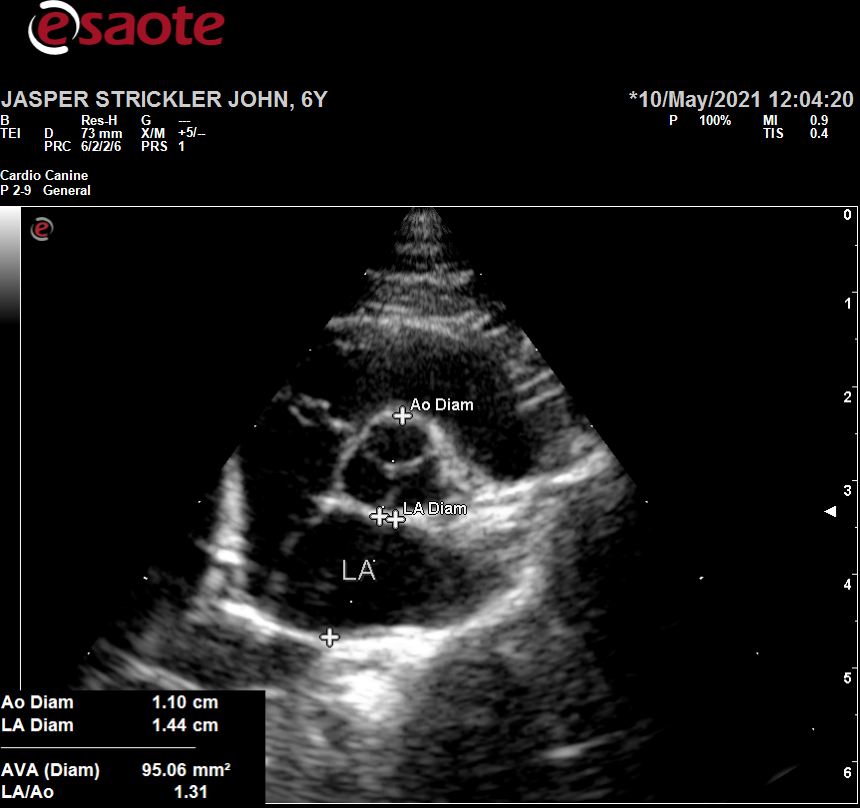 esaote
JASPER STRICKLER JOHN, 6Y *10/May/2021 12:04:20
B Res-H G --- P 100% MI 0.9
TEI D 73 mm X/M +5/-- TIS 0.4
PRC 6/2/2/6 PRS 1
Cardio Canine
P 2-9 General
e
0
1
2
Ao Diam
3
LA Diam
LA
4
5
Ao Diam 1.10 cm
LA Diam 1.44 cm
AVA (Diam) 95.06 mm²
6
LA/Ao 1.31